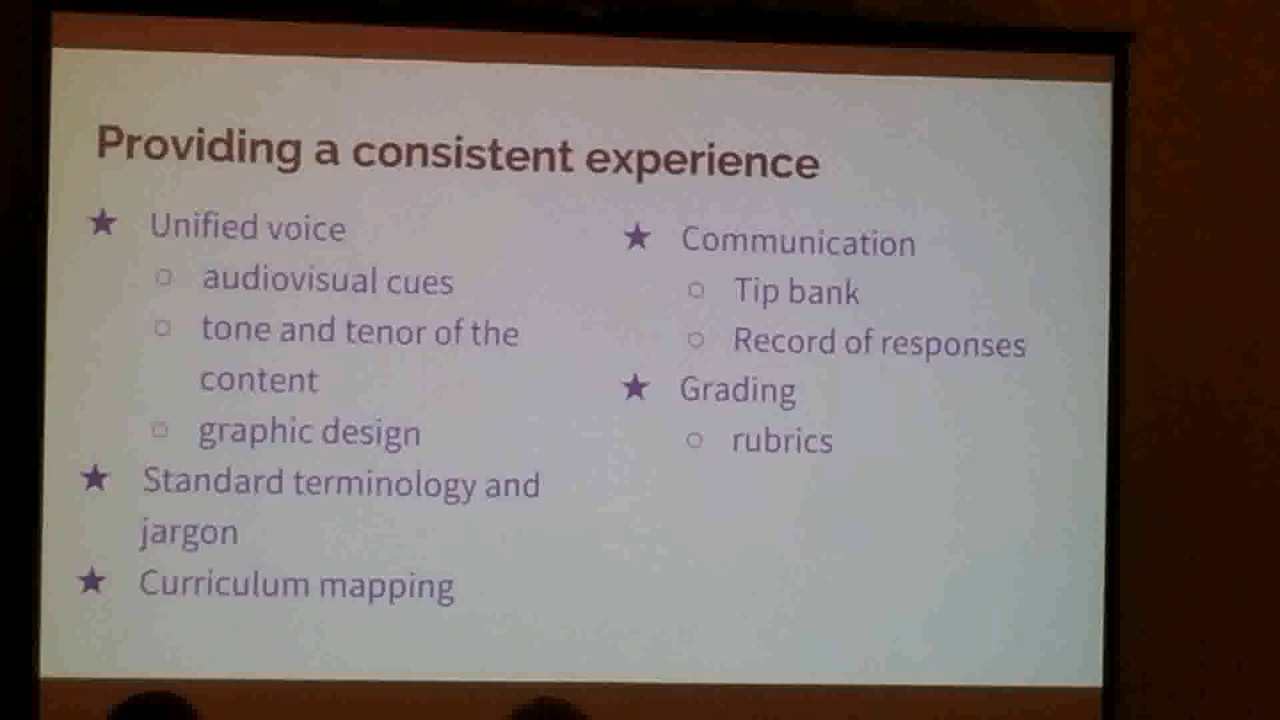 Providing a consistent experience
★ Unified voice
○ audiovisual cues
○ tone and tenor of the
content
○ graphic design
★ Standard terminology and
jargon
★ Curriculum mapping
★ Communication
○ Tip bank
○ Record of responses
★ Grading
○ rubrics